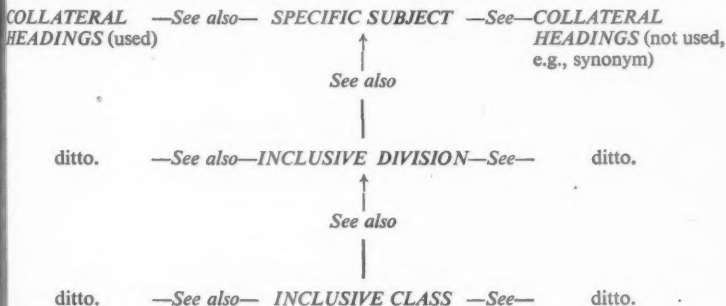 COLLATERAL —See also— SPECIFIC SUBJECT —See—COLLATERAL
HEADINGS (used) HEADINGS (not used,
e.g., synonym)
See also
ditto. —See also—INCLUSIVE DIVISION—See— ditto.
See also
ditto. —See also— INCLUSIVE CLASS —See— ditto.